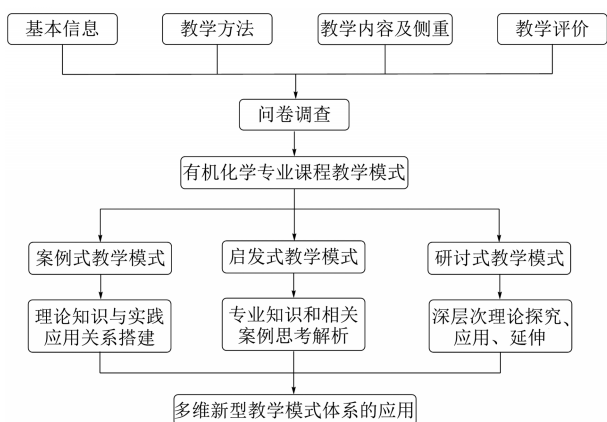 基本信息
教学方法
教学内容及侧重
教学评价
问卷调查
有机化学专业课程教学模式
案例式教学模式
启发式教学模式
研讨式教学模式
理论知识与实践
应用关系搭建
专业知识和相关
案例思考解析
深层次理论探究、
应用、延伸
多维新型教学模式体系的应用